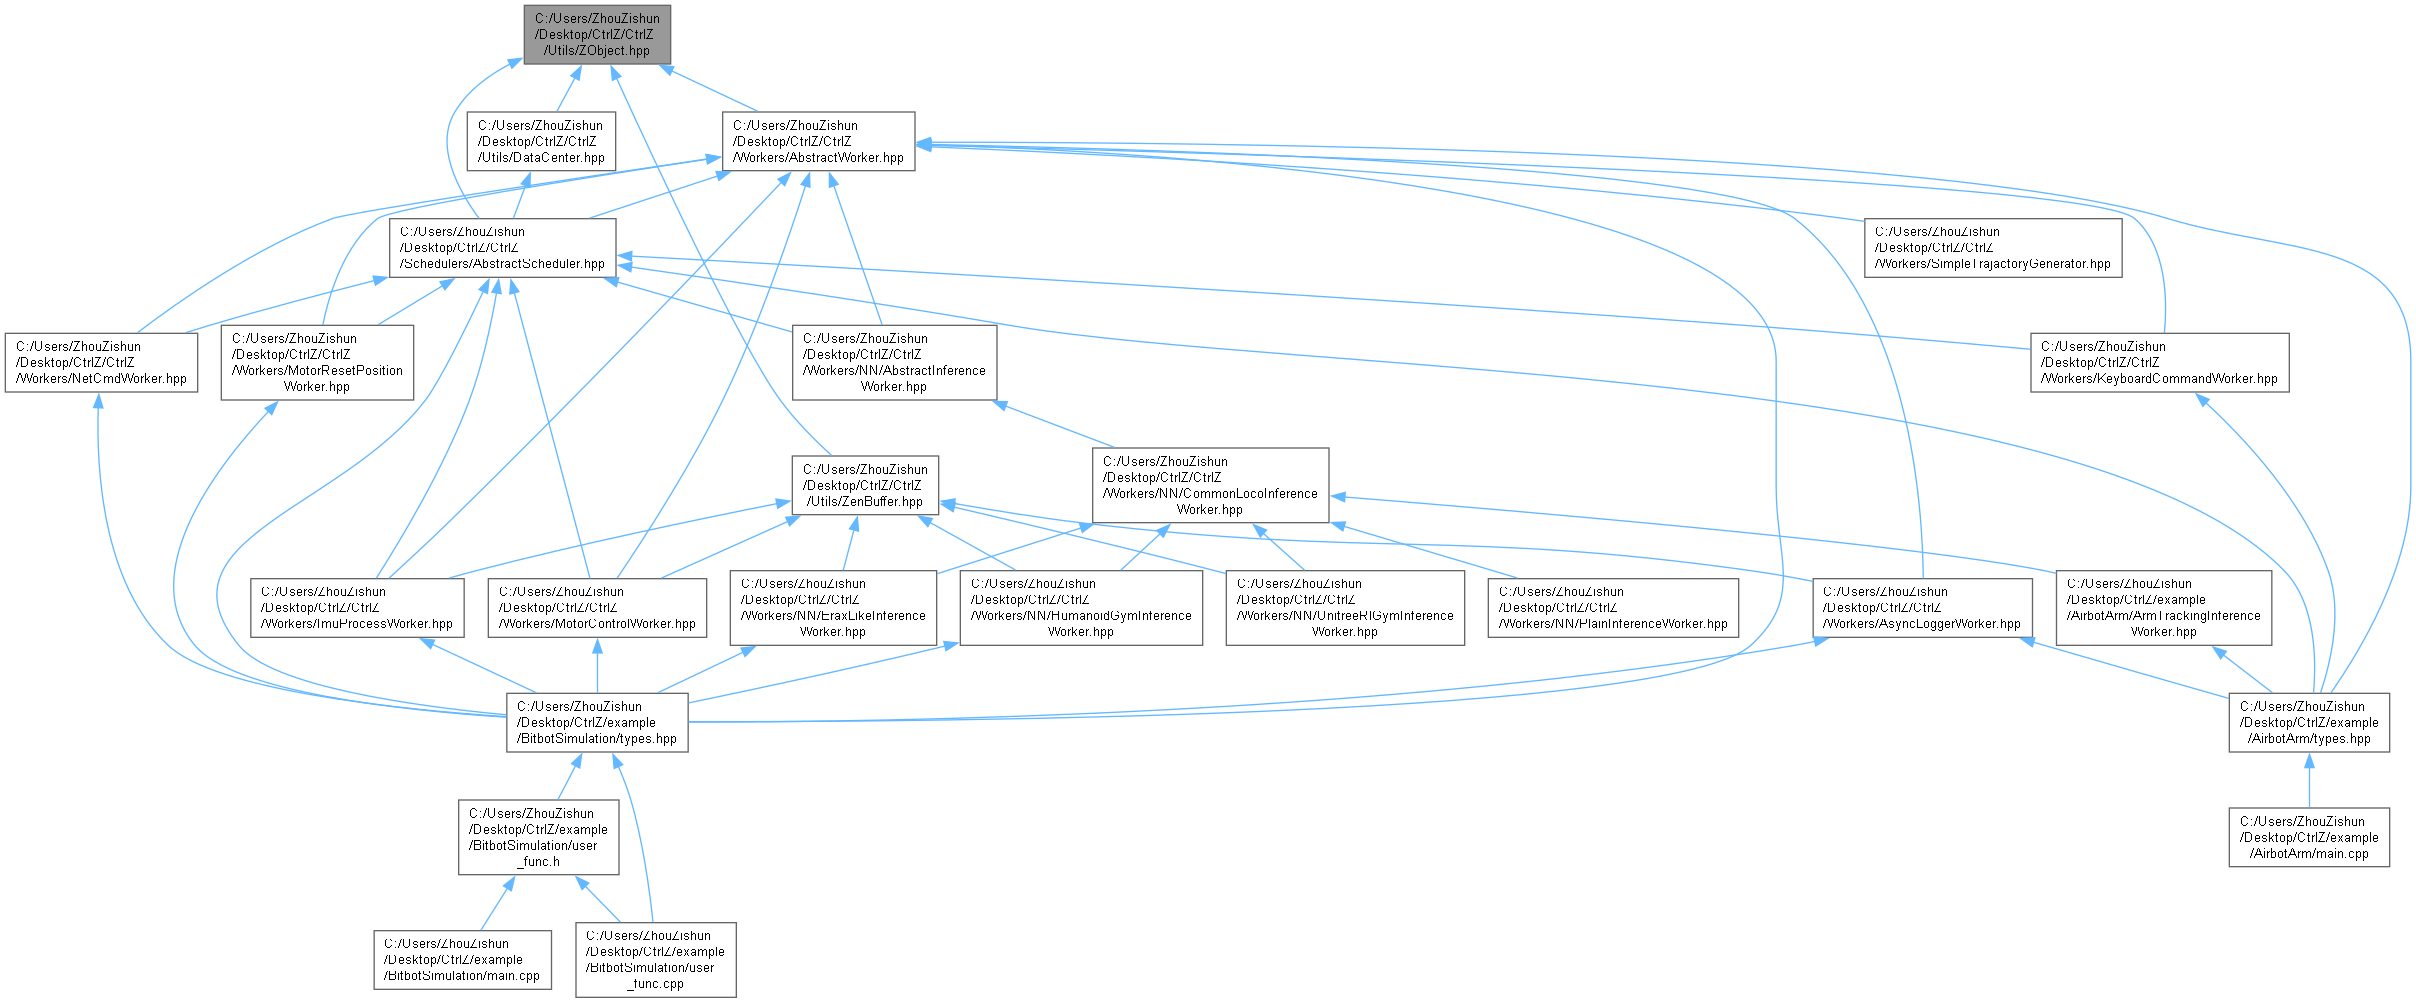 C:/Users/ZhouZishun
/Desktop/CtrlZ/CtrlZ
/Utils/ZObject.hpp
C:/Users/ZhouZishun
/Desktop/CtrlZ/CtrlZ
/Utils/DataCenter.hpp
C:/Users/ZhouZishun
/Desktop/CtrlZ/CtrlZ
/Workers/AbstractWorker.hpp
C:/Users/ZhouZishun
/Desktop/CtrlZ/CtrlZ
/Schedulers/AbstractScheduler.hpp
C:/Users/ZhouZishun
/Desktop/CtrlZ/CtrlZ
/Workers/SimpleTrajactoryGenerator.hpp
C:/Users/ZhouZishun
/Desktop/CtrlZ/CtrlZ
/Workers/NetCmdWorker.hpp
C:/Users/ZhouZishun
/Desktop/CtrlZ/CtrlZ
/Workers/MotorResetPosition
Worker.hpp
C:/Users/ZhouZishun
/Desktop/CtrlZ/CtrlZ
/Workers/NN/AbstractInference
Worker.hpp
C:/Users/ZhouZishun
/Desktop/CtrlZ/CtrlZ
/Workers/KeyboardCommandWorker.hpp
C:/Users/ZhouZishun
/Desktop/CtrlZ/CtrlZ
/Utils/ZenBuffer.hpp
C:/Users/ZhouZishun
/Desktop/CtrlZ/CtrlZ
/Workers/NN/CommonLocoInference
Worker.hpp
C:/Users/ZhouZishun
/Desktop/CtrlZ/CtrlZ
/Workers/ImuProcessWorker.hpp
C:/Users/ZhouZishun
/Desktop/CtrlZ/CtrlZ
/Workers/MotorControlWorker.hpp
C:/Users/ZhouZishun
/Desktop/CtrlZ/CtrlZ
/Workers/NN/EraxLikeInference
Worker.hpp
C:/Users/ZhouZishun
/Desktop/CtrlZ/CtrlZ
/Workers/NN/HumanoidGymInference
Worker.hpp
C:/Users/ZhouZishun
/Desktop/CtrlZ/CtrlZ
/Workers/NN/UnitreeRlGymInference
Worker.hpp
C:/Users/ZhouZishun
/Desktop/CtrlZ/CtrlZ
/Workers/NN/PlainInferenceWorker.hpp
C:/Users/ZhouZishun
/Desktop/CtrlZ/CtrlZ
/Workers/AsyncLoggerWorker.hpp
C:/Users/ZhouZishun
/Desktop/CtrlZ/example
/AirbotArm/ArmTrackingInference
Worker.hpp
C:/Users/ZhouZishun
/Desktop/CtrlZ/example
/BitbotSimulation/types.hpp
C:/Users/ZhouZishun
/Desktop/CtrlZ/example
/AirbotArm/types.hpp
C:/Users/ZhouZishun
/Desktop/CtrlZ/example
/BitbotSimulation/user
_func.h
C:/Users/ZhouZishun
/Desktop/CtrlZ/example
/AirbotArm/main.cpp
C:/Users/ZhouZishun
/Desktop/CtrlZ/example
/BitbotSimulation/main.cpp
C:/Users/ZhouZishun
/Desktop/CtrlZ/example
/BitbotSimulation/user
_func.cpp